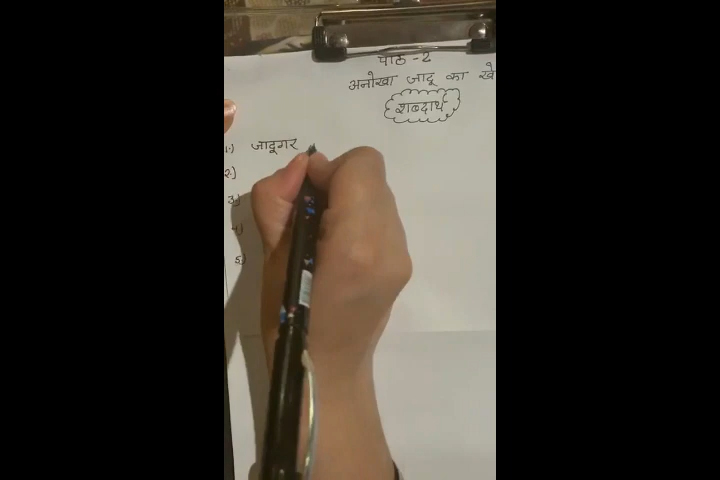 पाठ -2
अनोखा जादू का खे
शब्दार्थ
1.) जादूगर
2.)
3.)
4.)
5.)